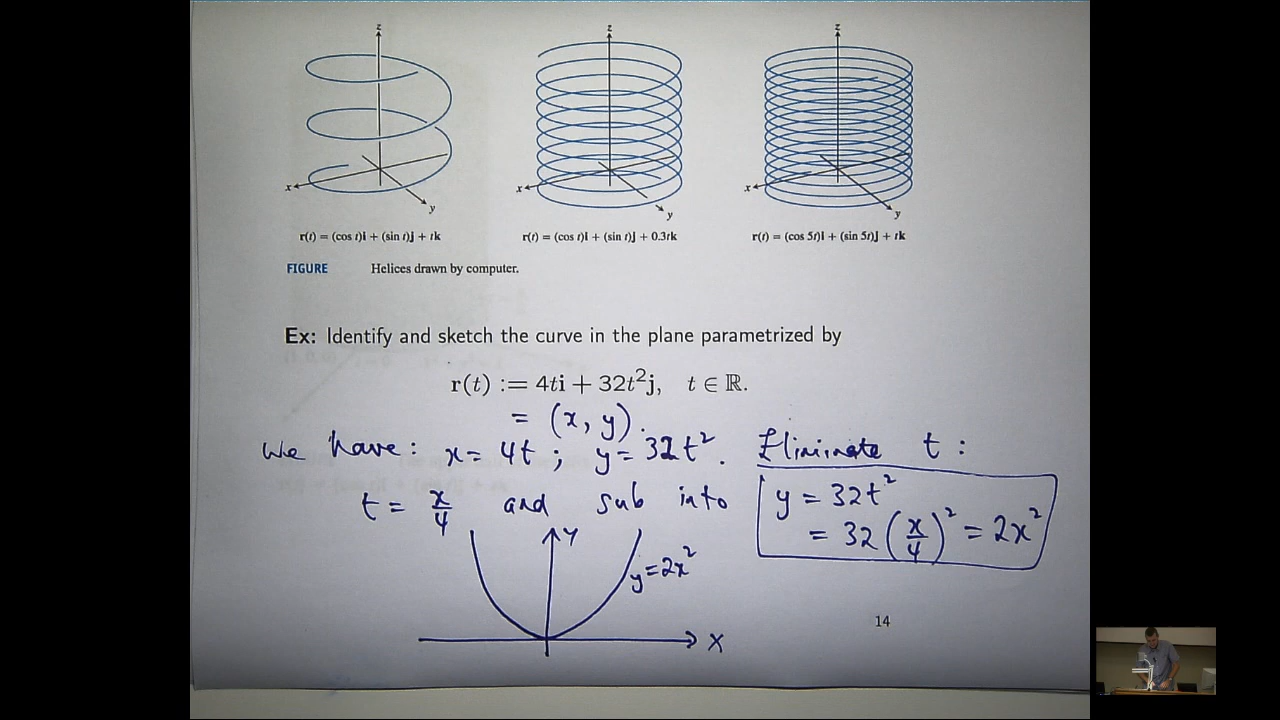 z z z
x y x y x y
r(t) = (cos t)i + (sin t)j + tk r(t) = (cos t)i + (sin t)j + 0.3tk r(t) = (cos 5t)i + (sin 5t)j + tk
FIGURE Helices drawn by computer.
Ex: Identify and sketch the curve in the plane parametrized by
r(t) := 4ti + 32t²j, t ∈ ℝ.
= (x, y).
We have: x = 4t ; y = 32t². Eliminate t :
t = x/4 and sub into
y = 32t²
= 32 (x/4)² = 2x²
Y
y=2x²
X
14